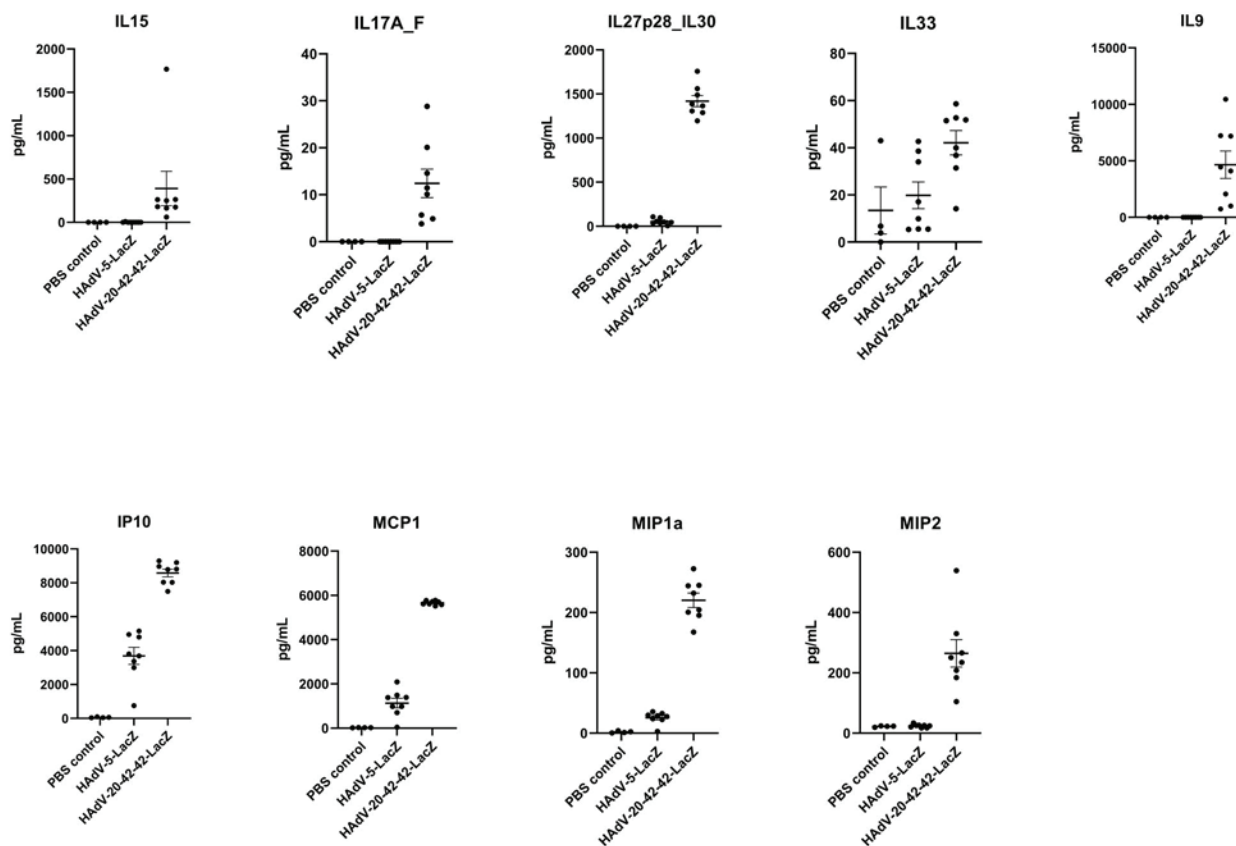 IL15
pg/mL
2000
1500
1000
500
0
PBS control
HAdV-5-LacZ
HAdV-20-42-42-LacZ
IL17A_F
pg/mL
40
30
20
10
0
PBS control
HAdV-5-LacZ
HAdV-20-42-42-LacZ
IL27p28_IL30
pg/mL
2000
1500
1000
500
0
PBS control
HAdV-5-LacZ
HAdV-20-42-42-LacZ
IL33
pg/mL
80
60
40
20
0
PBS control
HAdV-5-LacZ
HAdV-20-42-42-LacZ
IL9
pg/mL
15000
10000
5000
0
PBS control
HAdV-5-LacZ
HAdV-20-42-42-LacZ
IP10
pg/mL
10000
8000
6000
4000
2000
0
PBS control
HAdV-5-LacZ
HAdV-20-42-42-LacZ
MCP1
pg/mL
8000
6000
4000
2000
0
PBS control
HAdV-5-LacZ
HAdV-20-42-42-LacZ
MIP1a
pg/mL
300
200
100
0
PBS control
HAdV-5-LacZ
HAdV-20-42-42-LacZ
MIP2
pg/mL
600
400
200
0
PBS control
HAdV-5-LacZ
HAdV-20-42-42-LacZ